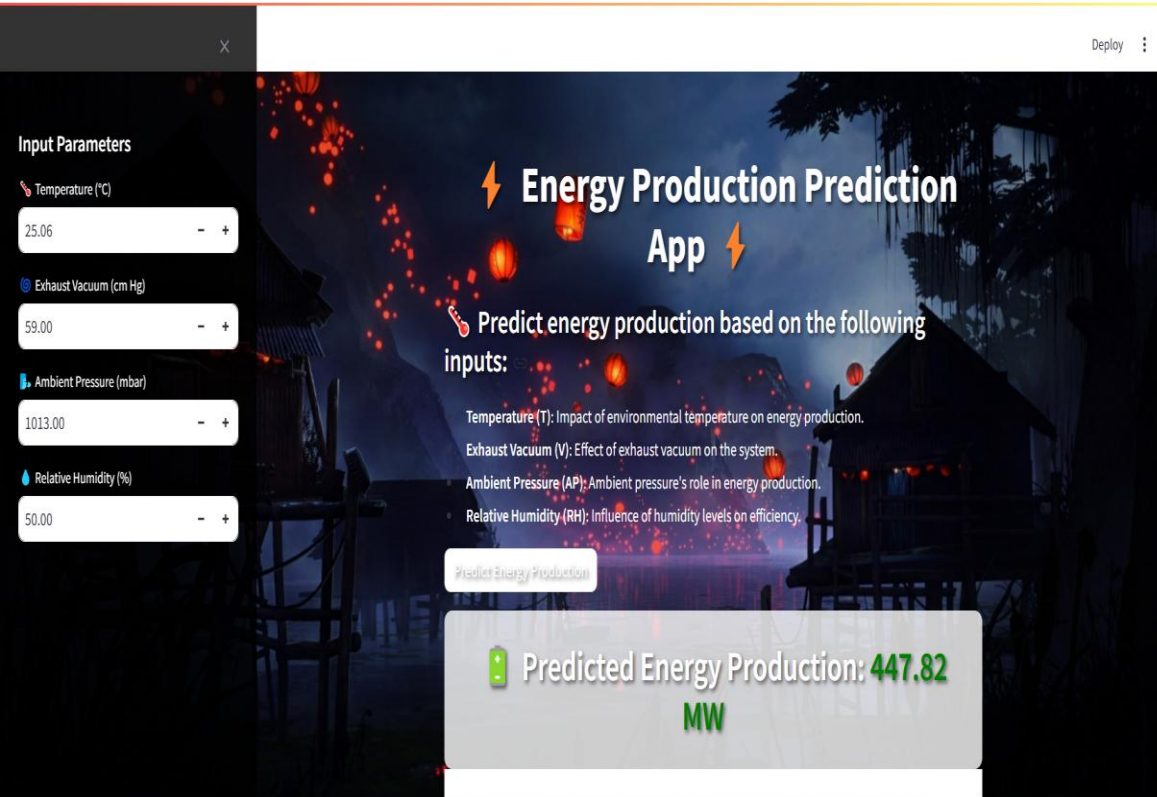 X
Deploy
Input Parameters
Temperature (°C)
25.06 - +
Exhaust Vacuum (cm Hg)
59.00 - +
Ambient Pressure (mbar)
1013.00 - +
Relative Humidity (%)
50.00 - +
Energy Production Prediction
App
Predict energy production based on the following
inputs:
Temperature (T): Impact of environmental temperature on energy production.
Exhaust Vacuum (V): Effect of exhaust vacuum on the system.
Ambient Pressure (AP): Ambient pressure's role in energy production.
Relative Humidity (RH): Influence of humidity levels on efficiency.
Predict Energy Production
Predicted Energy Production: 447.82
MW